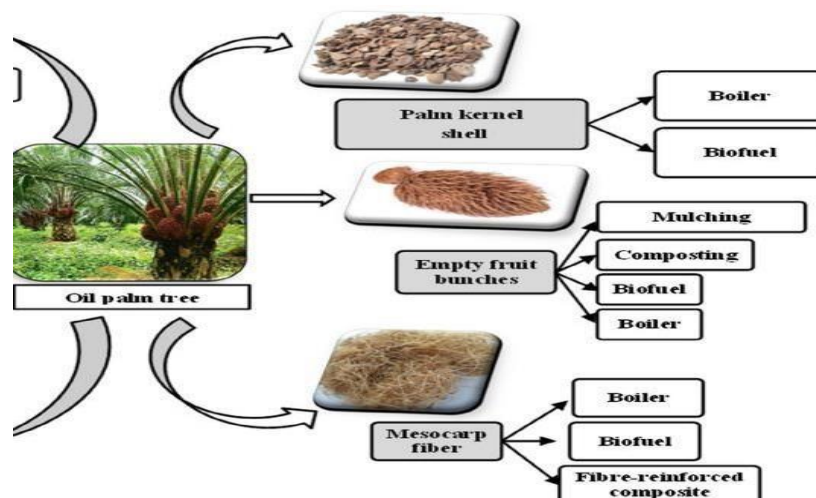 Palm kernel
shell
Boiler
Biofuel
Oil palm tree
Empty fruit
bunches
Mulching
Composting
Biofuel
Boiler
Mesocarp
fiber
Boiler
Biofuel
Fibre-reinforced
composite